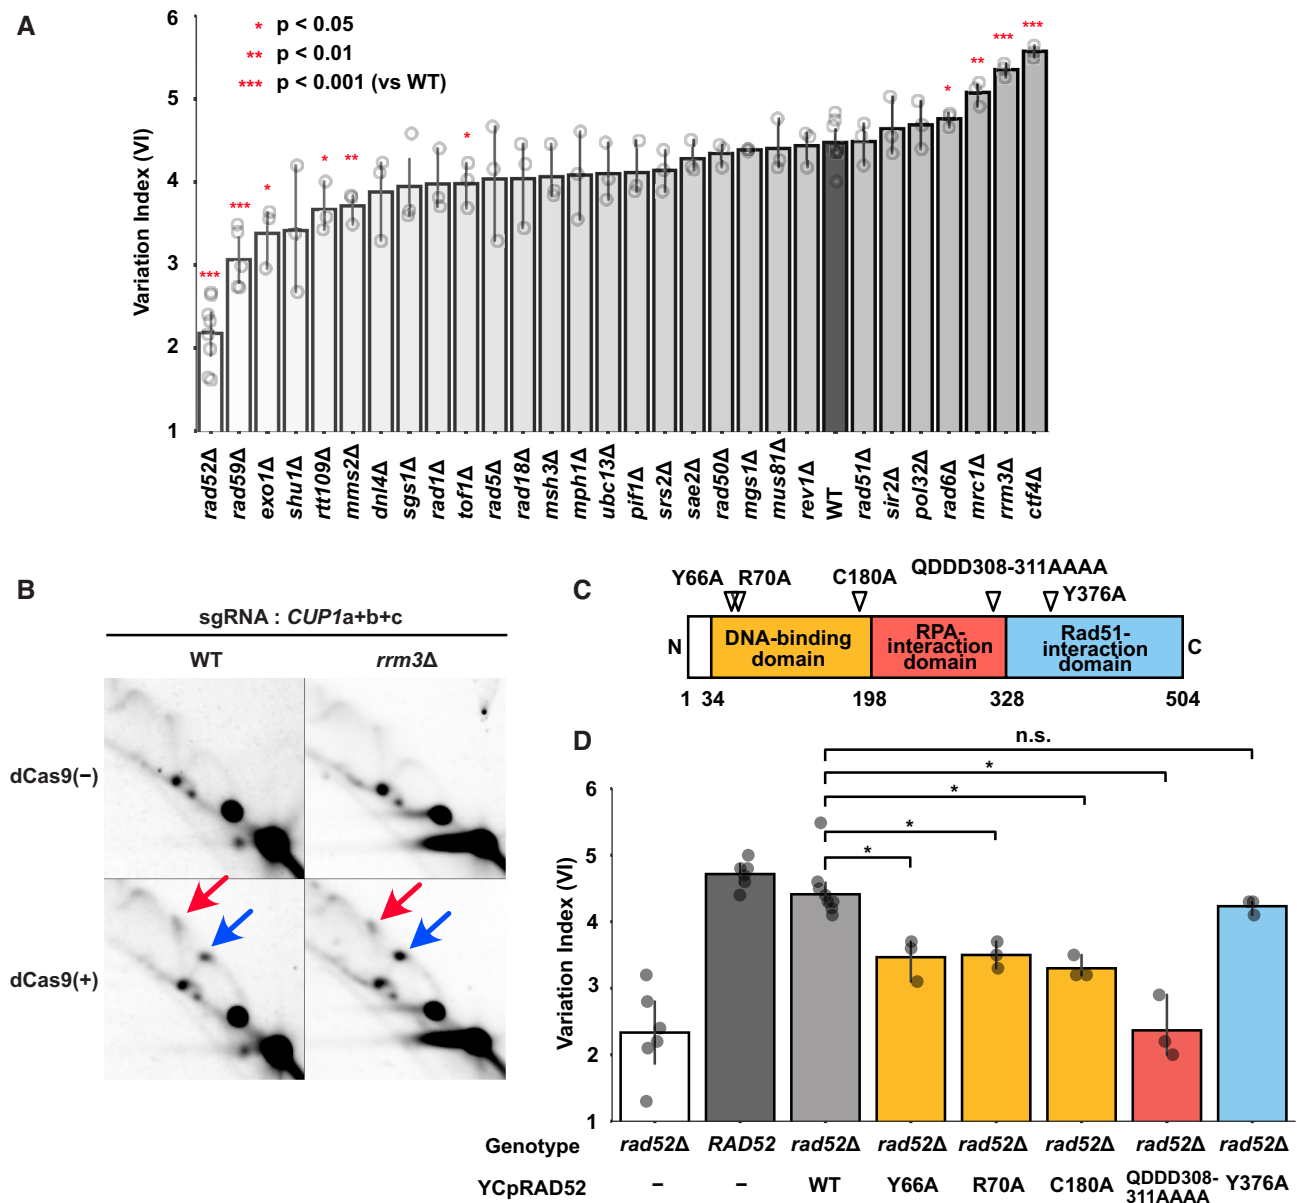 A
* p < 0.05
** p < 0.01
*** p < 0.001 (vs WT)
Variation Index (VI)
6
5
4
3
2
1
***
***
*
*
**
*
*
**
***
***
rad52Δ
rad59Δ
exo1Δ
shu1Δ
rtt109Δ
mms2Δ
dnl4Δ
sgs1Δ
rad1Δ
tof1Δ
rad5Δ
rad18Δ
msh3Δ
mph1Δ
ubc13Δ
pif1Δ
srs2Δ
sae2Δ
rad50Δ
mgs1Δ
mus81Δ
rev1Δ
WT
rad51Δ
sir2Δ
pol32Δ
rad6Δ
mrc1Δ
rrm3Δ
ctf4Δ
B
sgRNA : CUP1a+b+c
WT rrm3Δ
dCas9(−)
dCas9(+)
C
Y66A R70A C180A QDDD308-311AAAA Y376A
N
DNA-binding
domain
RPA-
interaction
domain
Rad51-
interaction
domain
C
1 34 198 328 504
D
n.s.
*
*
*
*
Variation Index (VI)
6
5
4
3
2
1
Genotype rad52Δ RAD52 rad52Δ rad52Δ rad52Δ rad52Δ rad52Δ rad52Δ
YCpRAD52 − − WT Y66A R70A C180A QDDD308-
311AAAA Y376A